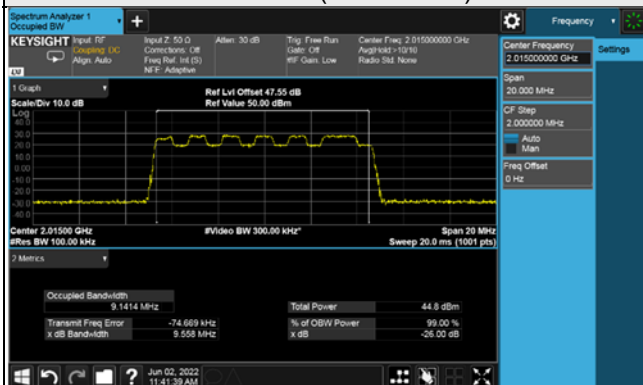 Spectrum Analyzer 1
Occupied BW
+
Frequency
KEYSIGHT
Input: RF
Coupling: DC
Align: Auto
Input Z: 50 Ω
Corrections: Off
Freq Ref: Int (S)
NFE: Adaptive
Atten: 30 dB
Trig: Free Run
Gate: Off
#IF Gain: Low
Center Freq: 2.015000000 GHz
Avg|Hold:>10/10
Radio Std: None
Center Frequency
2.015000000 GHz
Settings
Span
20.000 MHz
CF Step
2.000000 MHz
Auto
Man
Freq Offset
0 Hz
LXI
1 Graph
Scale/Div 10.0 dB
Ref Lvl Offset 47.55 dB
Ref Value 50.00 dBm
Log
40.0
30.0
20.0
10.0
0.00
-10.0
-20.0
-30.0
-40.0
Center 2.01500 GHz
#Res BW 100.00 kHz
#Video BW 300.00 kHz*
Span 20 MHz
Sweep 20.0 ms (1001 pts)
2 Metrics
Occupied Bandwidth
9.1414 MHz
Total Power
44.8 dBm
Transmit Freq Error
-74.669 kHz
% of OBW Power
99.00 %
x dB Bandwidth
9.558 MHz
x dB
-26.00 dB
?
Jun 02, 2022
11:41:39 AM